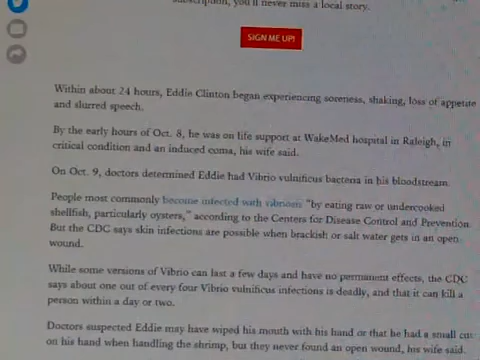 subscription, you'll never miss a local story.
SIGN ME UP!
Within about 24 hours, Eddie Clinton began experiencing soreness, shaking, loss of appetite
and slurred speech.
By the early hours of Oct. 8, he was on life support at WakeMed hospital in Raleigh, in
critical condition and an induced coma, his wife said.
On Oct. 9, doctors determined Eddie had Vibrio vulnificus bacteria in his bloodstream.
People most commonly become infected with vibriosis "by eating raw or undercooked
shellfish, particularly oysters," according to the Centers for Disease Control and Prevention.
But the CDC says skin infections are possible when brackish or salt water gets in an open
wound.
While some versions of Vibrio can last a few days and have no permanent effects, the CDC
says about one out of every four Vibrio vulnificus infections is deadly, and that it can kill a
person within a day or two.
Doctors suspected Eddie may have wiped his mouth with his hand or that he had a small cut
on his hand when handling the shrimp, but they never found an open wound, his wife said.